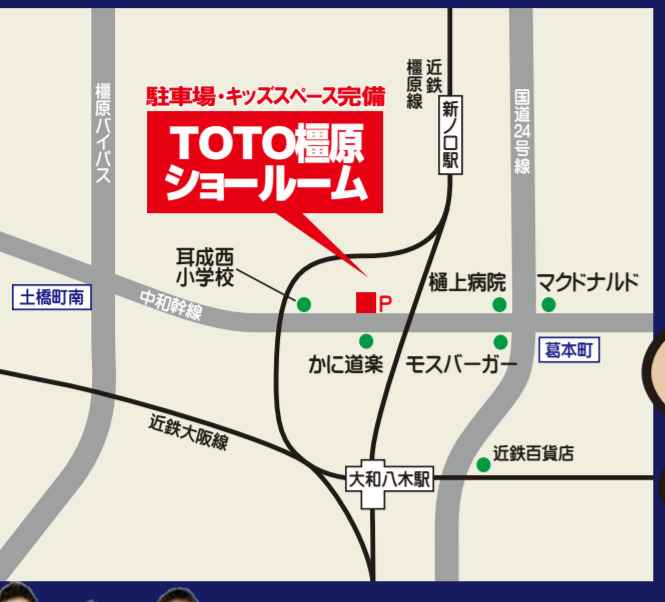 駐車場・キッズスペース完備
TOTO橿原
ショールーム
橿原バイパス
近鉄
橿原線
新ノ口駅
国道24号線
耳成西
小学校
樋上病院
マクドナルド
土橋町南
中和幹線
P
かに道楽
モスバーガー
葛本町
近鉄大阪線
近鉄百貨店
大和八木駅